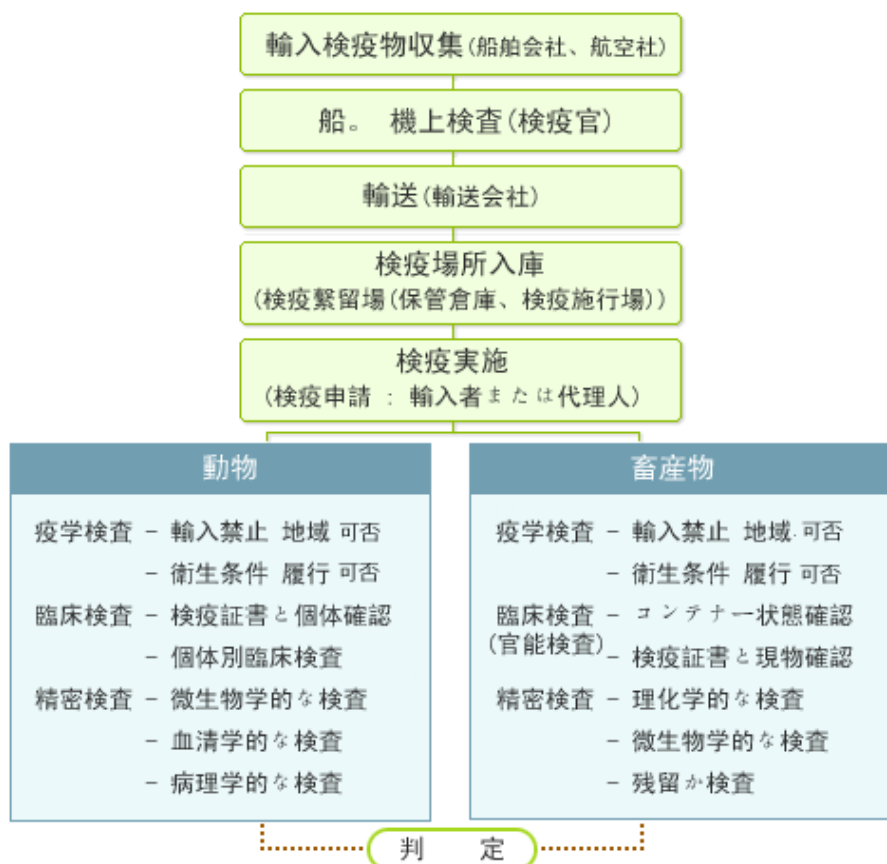 輸入検疫物収集(船舶会社、航空社)
船。 機上検査(検疫官)
輸送(輸送会社)
検疫場所入庫
(検疫繋留場(保管倉庫、検疫施行場))
検疫実施
(検疫申請 : 輸入者または代理人)
動物
疫学検査 – 輸入禁止 地域 可否
– 衛生条件 履行 可否
臨床検査 – 検疫証書と個体確認
– 個体別臨床検査
精密検査 – 微生物学的な検査
– 血清学的な検査
– 病理学的な検査
畜産物
疫学検査 – 輸入禁止 地域. 可否
– 衛生条件 履行 可否
臨床検査 – コンテナー状態確認
(官能検査) – 検疫証書と現物確認
精密検査 – 理化学的な検査
– 微生物学的な検査
– 残留か検査
判 定